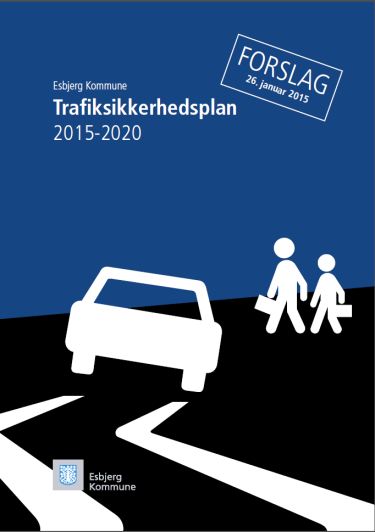 FORSLAG
26. januar 2015
Esbjerg Kommune
Trafiksikkerhedsplan
2015-2020
Esbjerg
Kommune